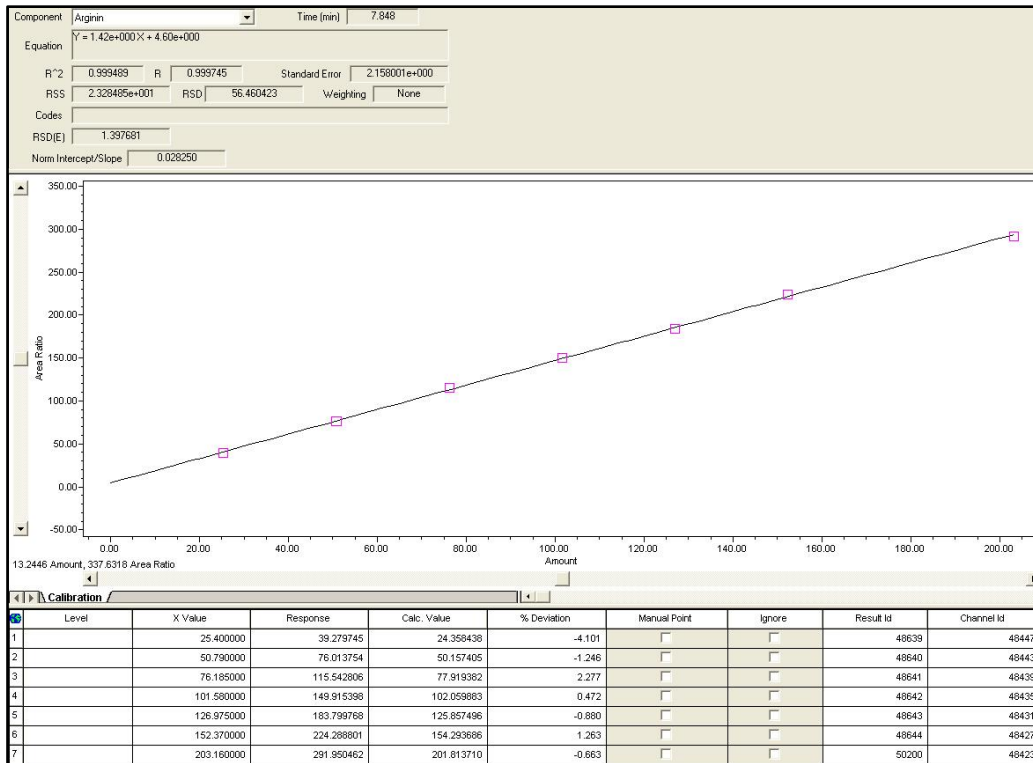 Component Arginin Time (min) 7.848
Equation Y = 1.42e+000 X + 4.60e+000
R^2 0.999489 R 0.999745 Standard Error 2.158001e+000
RSS 2.328485e+001 RSD 56.460423 Weighting None
Codes
RSD(E) 1.397681
Norm Intercept/Slope 0.028250
350.00
300.00
250.00
200.00
150.00
100.00
50.00
0.00
-50.00
Area Ratio
0.00 20.00 40.00 60.00 80.00 100.00 120.00 140.00 160.00 180.00 200.00
Amount
13.2446 Amount, 337.6318 Area Ratio
Calibration
Level X Value Response Calc. Value % Deviation Manual Point Ignore Result Id Channel Id
1 25.400000 39.279745 24.358438 -4.101 48639 48447
2 50.790000 76.013754 50.157405 -1.246 48640 48443
3 76.185000 115.542806 77.919382 2.277 48641 48439
4 101.580000 149.915398 102.059883 0.472 48642 48435
5 126.975000 183.799768 125.857496 -0.880 48643 48431
6 152.370000 224.288801 154.293686 1.263 48644 48427
7 203.160000 291.950462 201.813710 -0.663 50200 48423